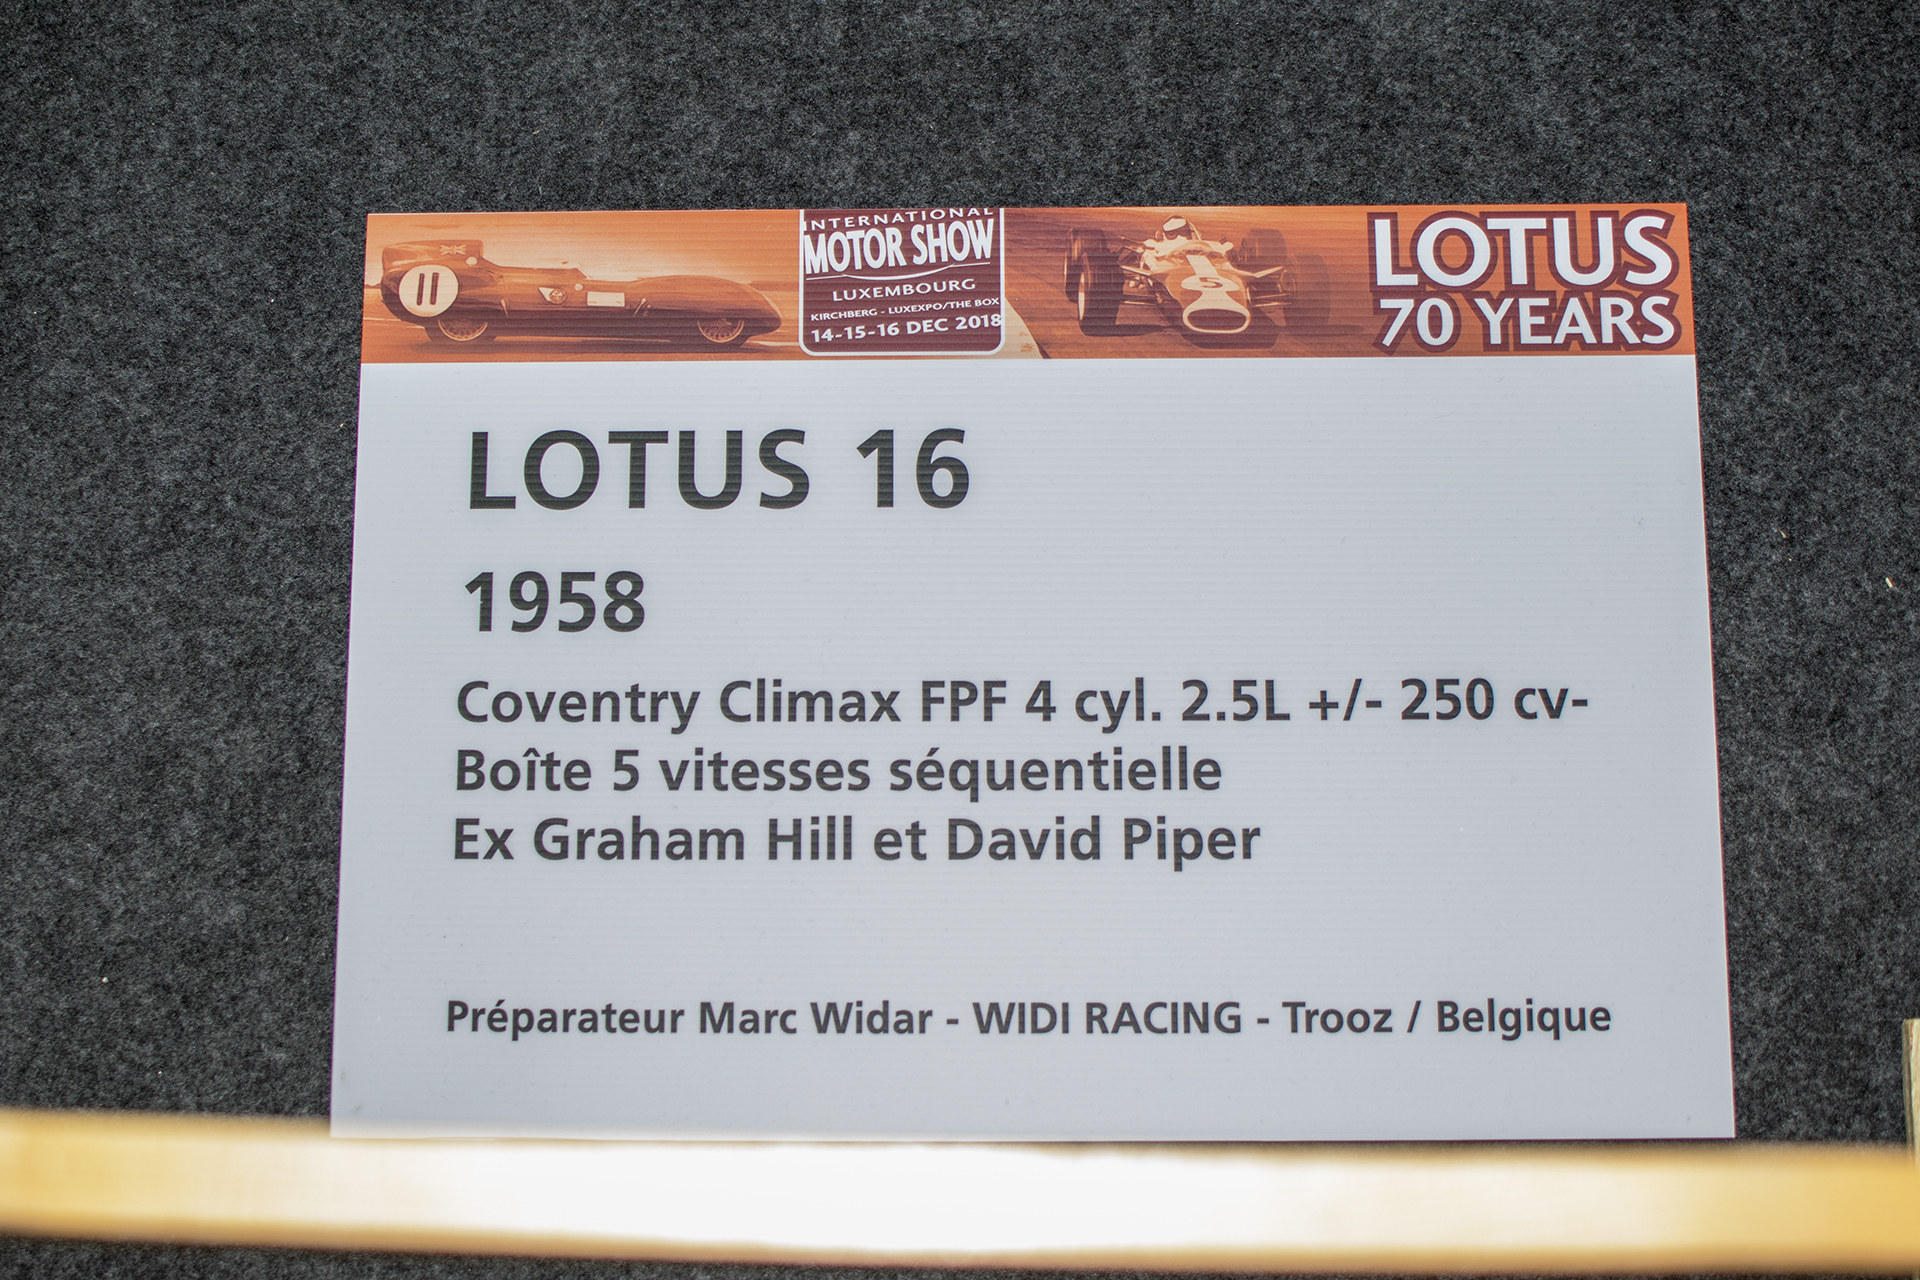 11
INTERNATIONAL
MOTOR SHOW
LUXEMBOURG
KIRCHBERG - LUXEXPO/THE BOX
14-15-16 DEC 2018
5
LOTUS
70 YEARS
LOTUS 16
1958
Coventry Climax FPF 4 cyl. 2.5L +/- 250 cv-
Boîte 5 vitesses séquentielle
Ex Graham Hill et David Piper
Préparateur Marc Widar - WIDI RACING - Trooz / Belgique